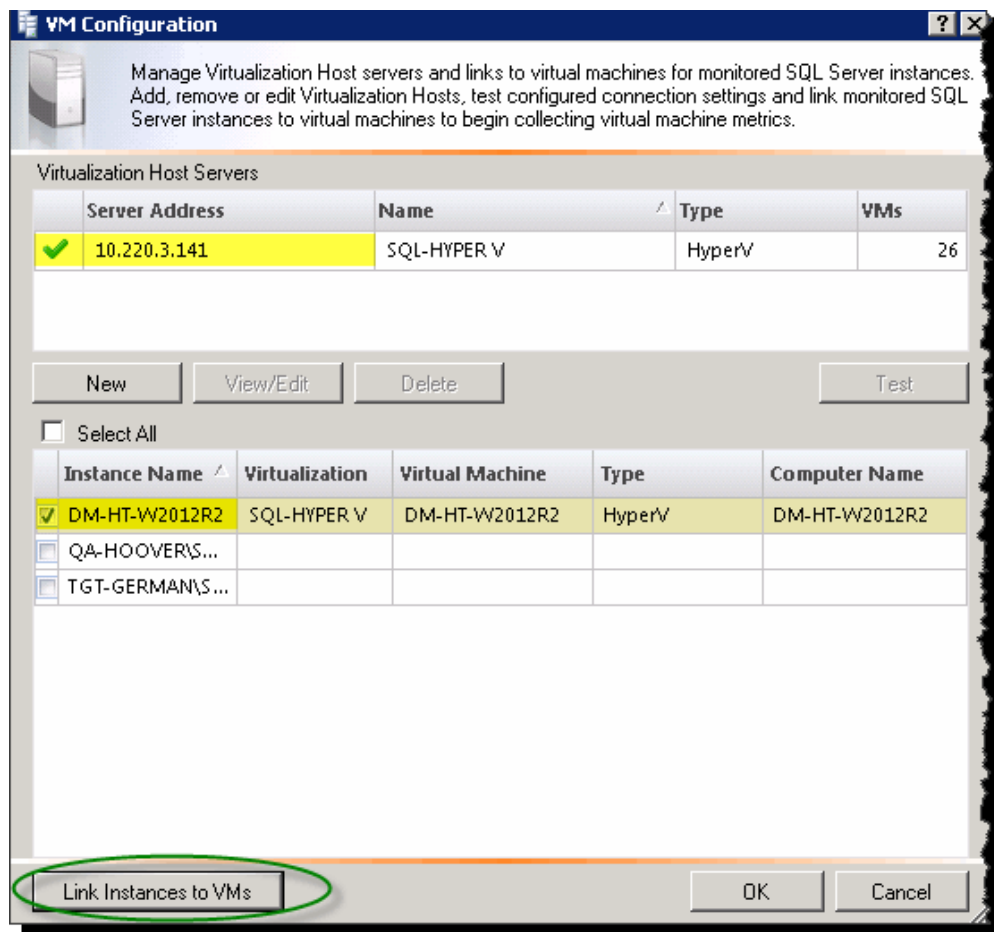 VM Configuration
Manage Virtualization Host servers and links to virtual machines for monitored SQL Server instances.
Add, remove or edit Virtualization Hosts, test configured connection settings and link monitored SQL
Server instances to virtual machines to begin collecting virtual machine metrics.
Virtualization Host Servers
Server Address Name Type VMs
10.220.3.141 SQL-HYPER V HyperV 26
New View/Edit Delete Test
Select All
Instance Name Virtualization Virtual Machine Type Computer Name
DM-HT-W2012R2 SQL-HYPER V DM-HT-W2012R2 HyperV DM-HT-W2012R2
QA-HOOVER\S...
TGT-GERMAN\S...
Link Instances to VMs OK Cancel